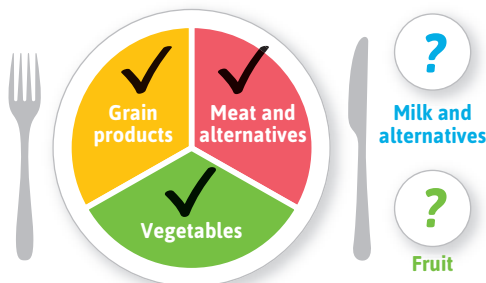 Grain
products
Meat and
alternatives
Vegetables
?
Milk and
alternatives
?
Fruit